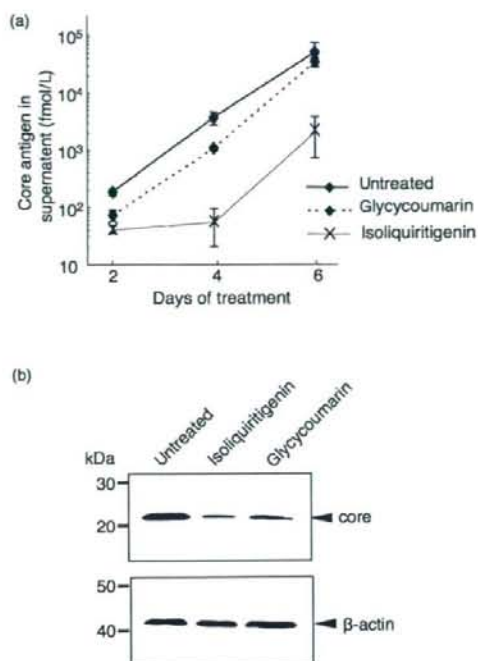 (a)
Core antigen in
supernatent (fmol/L)
10⁵
10⁴
10³
10²
10
2 4 6
Days of treatment
Untreated
Glycycoumarin
Isoliquiritigenin
(b)
kDa
Untreated
Isoliquiritigenin
Glycycoumarin
30
20
core
50
40
β-actin